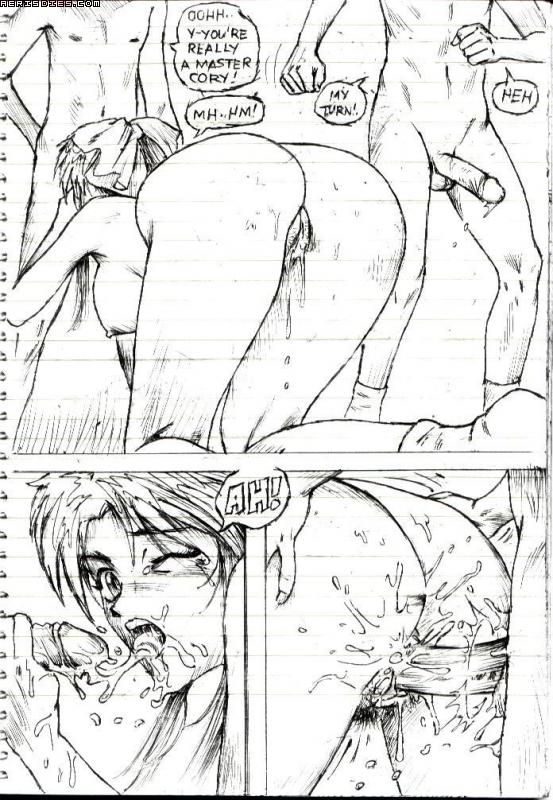 AERISDIES.COM
OOHH..
Y-YOU'RE
REALLY
A MASTER
CORY!
MH..HM!
MY
TURN!
HEH
AH!